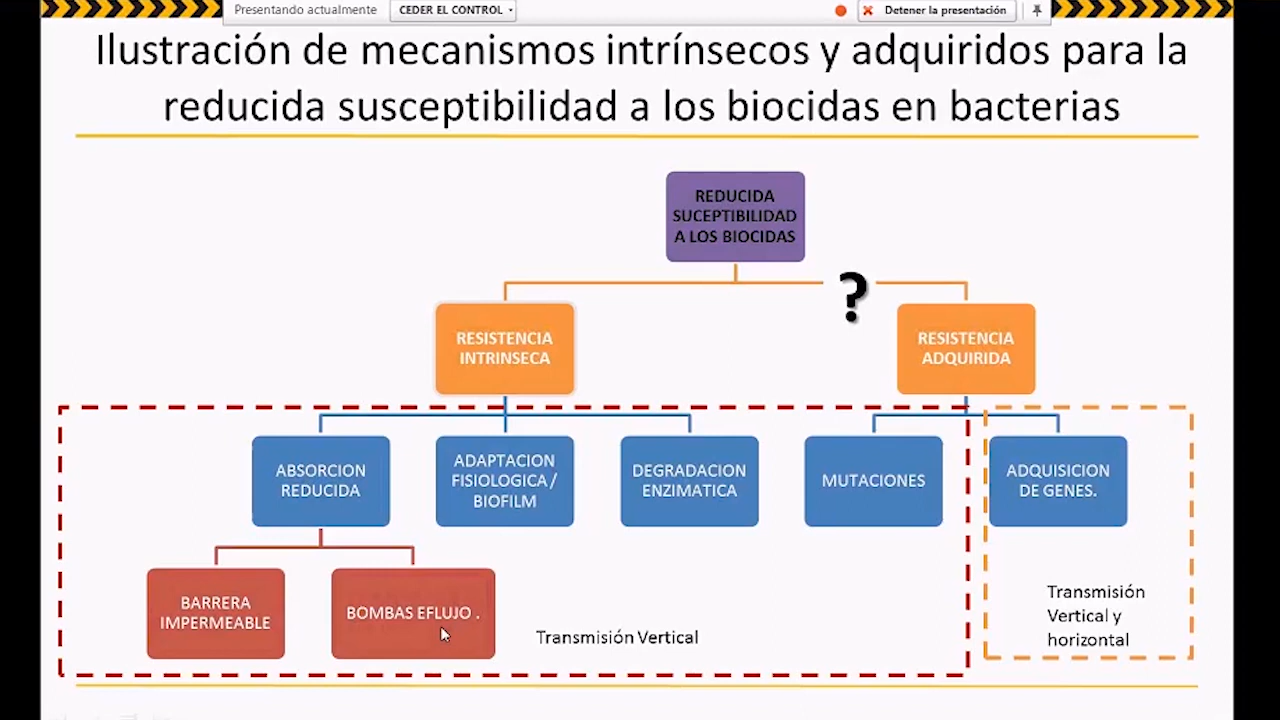 Presentando actualmente
CEDER EL CONTROL
Detener la presentación
Ilustración de mecanismos intrínsecos y adquiridos para la
reducida susceptibilidad a los biocidas en bacterias
REDUCIDA
SUCEPTIBILIDAD
A LOS BIOCIDAS
?
RESISTENCIA
INTRINSECA
RESISTENCIA
ADQUIRIDA
ABSORCION
REDUCIDA
ADAPTACION
FISIOLOGICA /
BIOFILM
DEGRADACION
ENZIMATICA
MUTACIONES
ADQUISICION
DE GENES.
BARRERA
IMPERMEABLE
BOMBAS EFLUJO .
Transmisión Vertical
Transmisión
Vertical y
horizontal